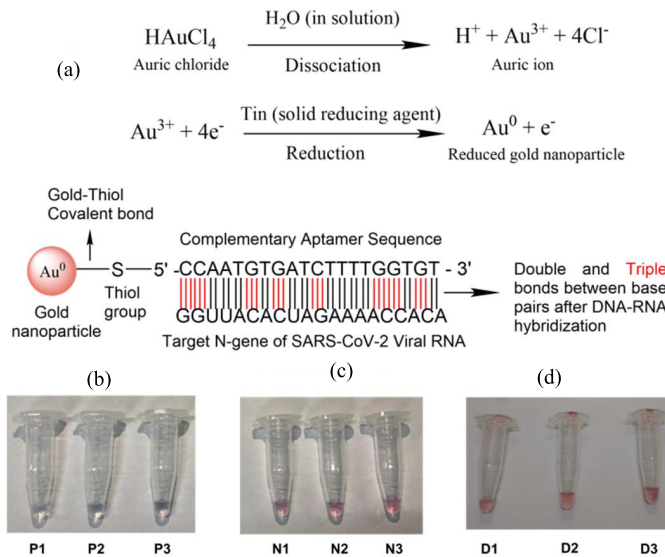 (a)
HAuCl4
Auric chloride
H2O (in solution)
Dissociation
H+ + Au3+ + 4Cl-
Auric ion
Au3+ + 4e-
Tin (solid reducing agent)
Reduction
Au0 + e-
Reduced gold nanoparticle
Gold-Thiol
Covalent bond
Complementary Aptamer Sequence
Au0 S 5' -CCAATGTGATCTTTTGGTGT- 3'
Gold
nanoparticle
Thiol
group
GGUUACACUAGAAAACCACA
Target N-gene of SARS-CoV-2 Viral RNA
Double and Triple
bonds between base
pairs after DNA-RNA
hybridization
(b) (c) (d)
P1 P2 P3 N1 N2 N3 D1 D2 D3